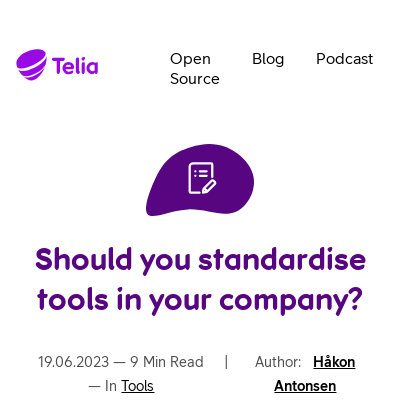 Telia
Open Source
Blog
Podcast
Should you standardise
tools in your company?
19.06.2023 — 9 Min Read
— In Tools
|
Author: Håkon
Antonsen